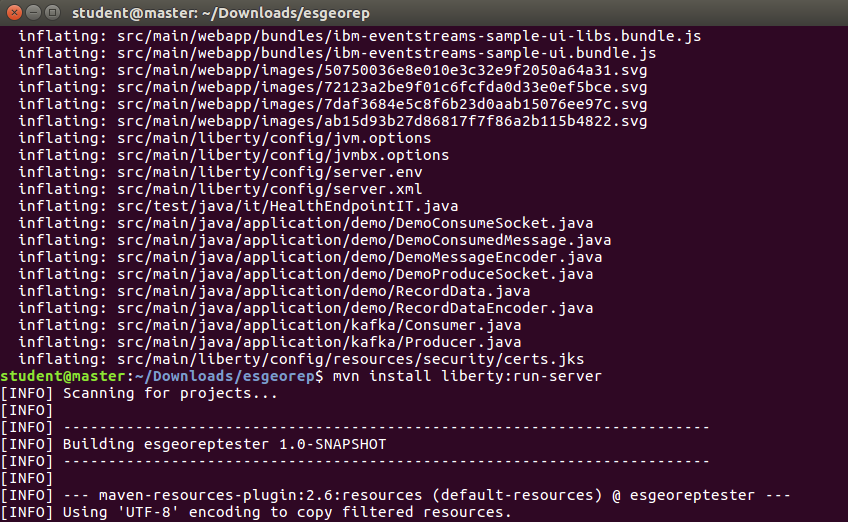 student@master: ~/Downloads/esgeorep
inflating: src/main/webapp/bundles/ibm-eventstreams-sample-ui-libs.bundle.js
inflating: src/main/webapp/bundles/ibm-eventstreams-sample-ui.bundle.js
inflating: src/main/webapp/images/50750036e8e010e3c32e9f2050a64a31.svg
inflating: src/main/webapp/images/72123a2be9f01c6fcfda0d33e0ef5bce.svg
inflating: src/main/webapp/images/7daf3684e5c8f6b23d0aab15076ee97c.svg
inflating: src/main/webapp/images/ab15d93b27d86817f7f86a2b115b4822.svg
inflating: src/main/liberty/config/jvm.options
inflating: src/main/liberty/config/jvmbx.options
inflating: src/main/liberty/config/server.env
inflating: src/main/liberty/config/server.xml
inflating: src/test/java/it/HealthEndpointIT.java
inflating: src/main/java/application/demo/DemoConsumeSocket.java
inflating: src/main/java/application/demo/DemoConsumedMessage.java
inflating: src/main/java/application/demo/DemoMessageEncoder.java
inflating: src/main/java/application/demo/DemoProduceSocket.java
inflating: src/main/java/application/demo/RecordData.java
inflating: src/main/java/application/demo/RecordDataEncoder.java
inflating: src/main/java/application/kafka/Consumer.java
inflating: src/main/java/application/kafka/Producer.java
inflating: src/main/liberty/config/resources/security/certs.jks
student@master:~/Downloads/esgeorep$ mvn install liberty:run-server
[INFO] Scanning for projects...
[INFO]
[INFO] ------------------------------------------------------------------------
[INFO] Building esgeoreptester 1.0-SNAPSHOT
[INFO] ------------------------------------------------------------------------
[INFO]
[INFO] --- maven-resources-plugin:2.6:resources (default-resources) @ esgeoreptester ---
[INFO] Using 'UTF-8' encoding to copy filtered resources.